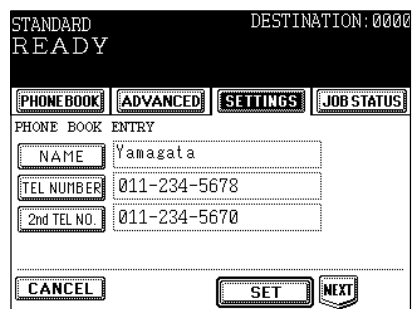 STANDARD DESTINATION:0000
READY
PHONE BOOK ADVANCED SETTINGS JOB STATUS
PHONE BOOK ENTRY
NAME Yamagata
TEL NUMBER 011-234-5678
2nd TEL NO. 011-234-5670
CANCEL SET NEXT